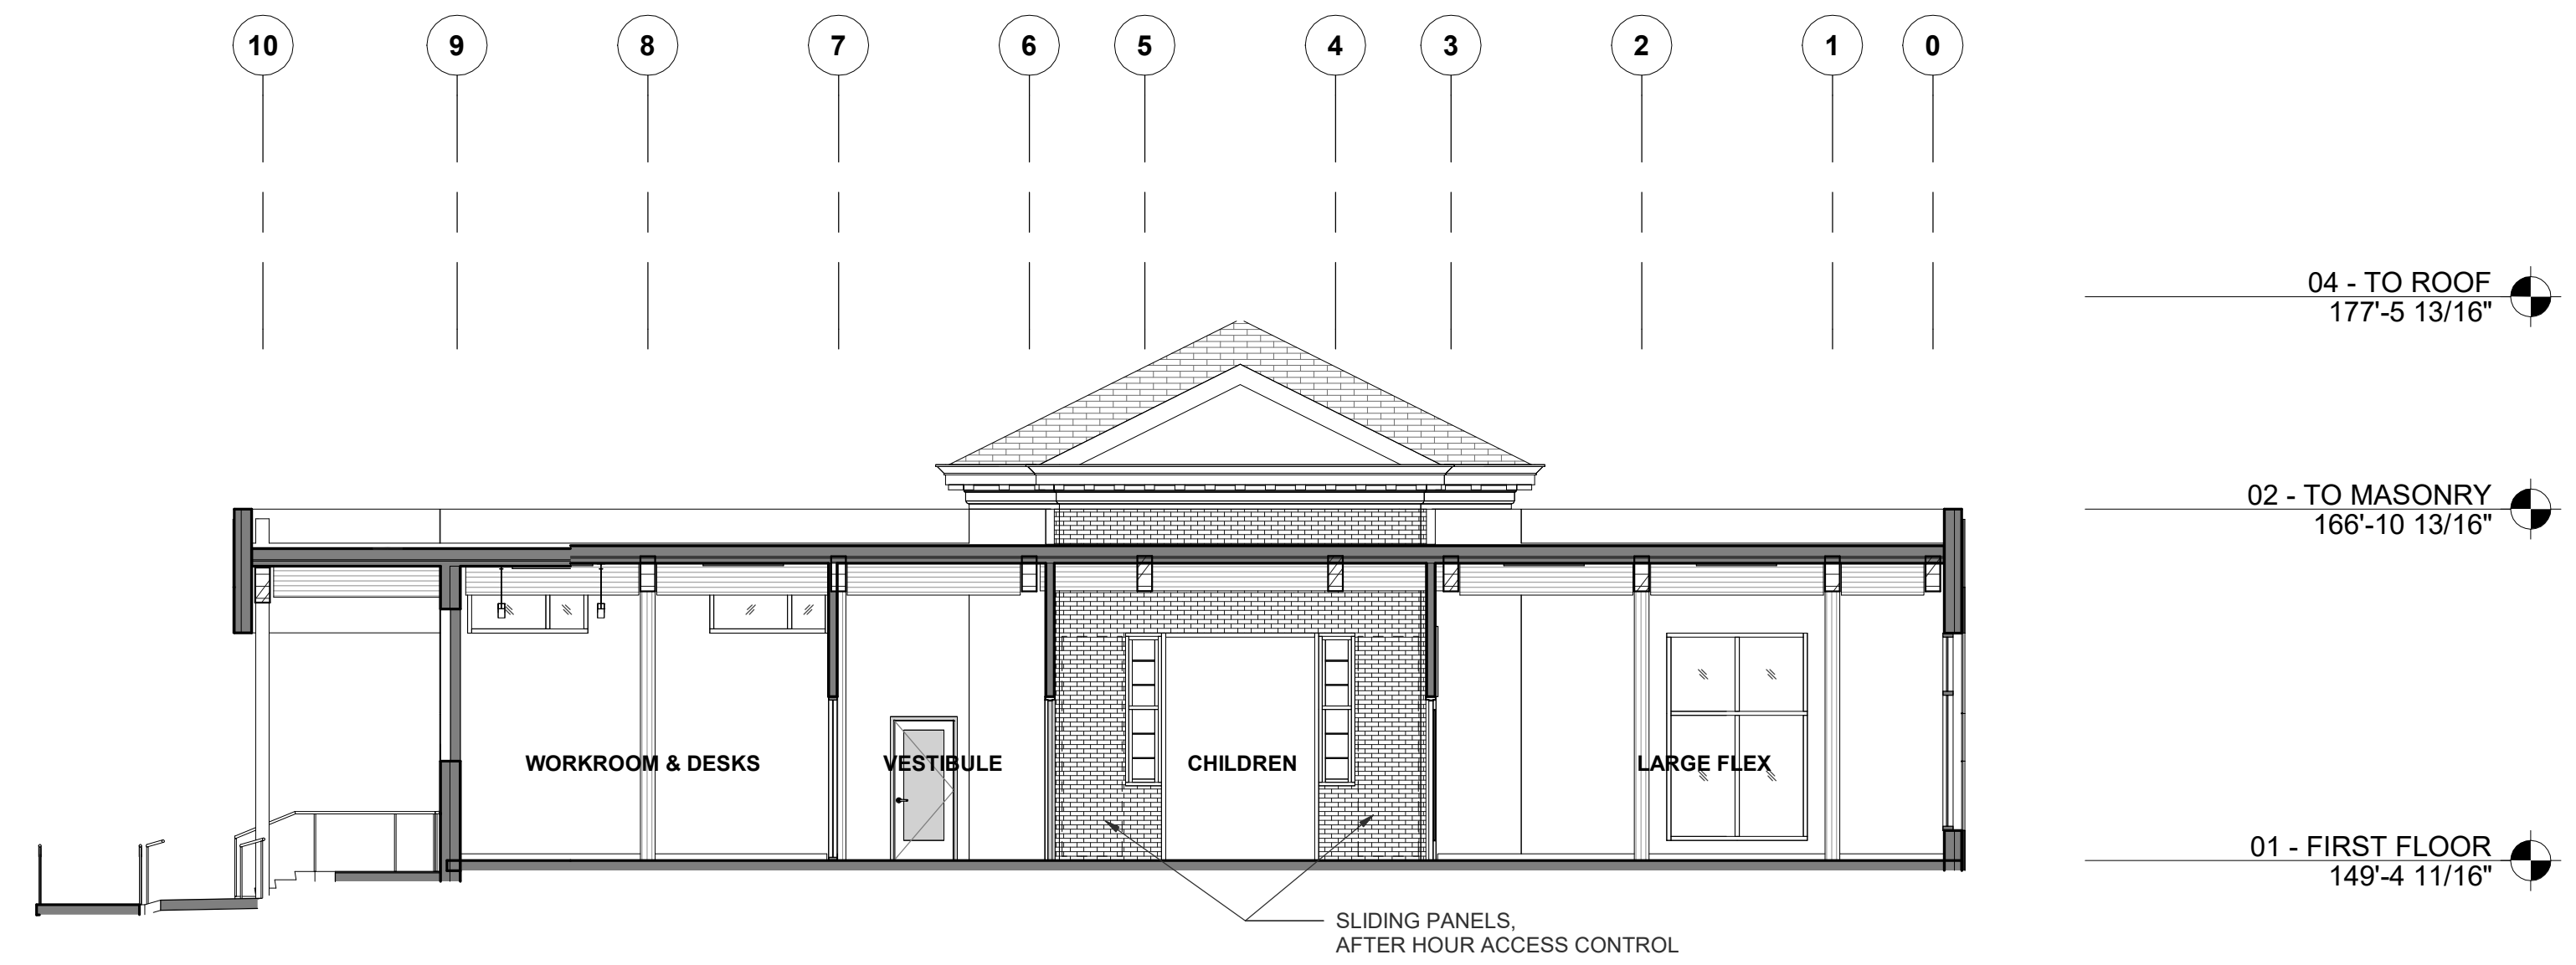 10 9 8 7 6 5 4 3 2 1 0
04 - TO ROOF
177'-5 13/16"
02 - TO MASONRY
166'-10 13/16"
WORKROOM & DESKS VESTIBULE CHILDREN LARGE FLEX
01 - FIRST FLOOR
149'-4 11/16"
SLIDING PANELS,
AFTER HOUR ACCESS CONTROL